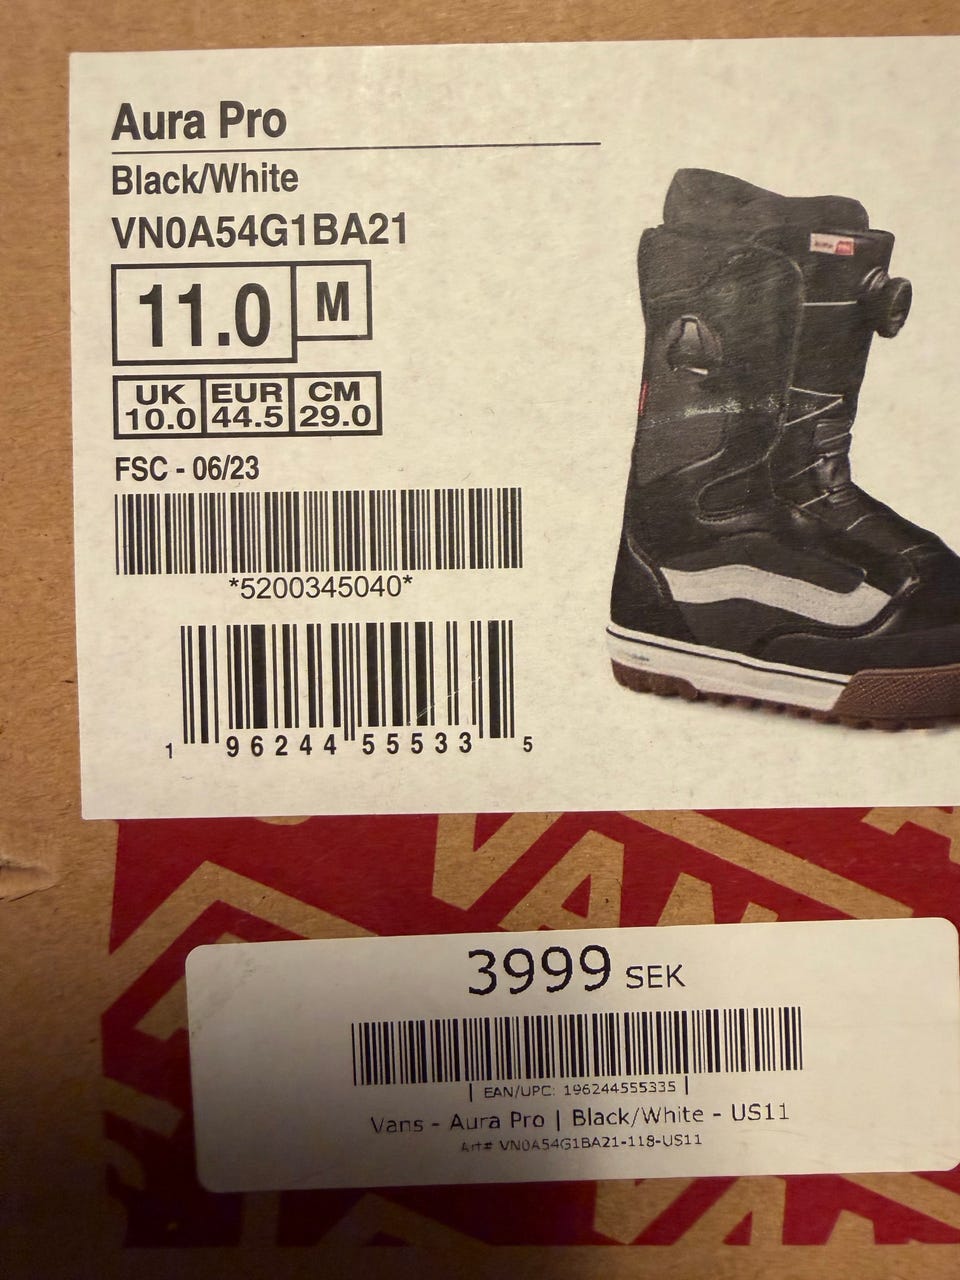 Aura Pro
Black/White
VN0A54G1BA21
11.0 M
UK EUR CM
10.0 44.5 29.0
FSC - 06/23
*5200345040*
1 96244 55533 5
VANS
3999 SEK
| EAN/UPC: 196244555335 |
Vans - Aura Pro | Black/White - US11
Art# VN0A54G1BA21-118-US11